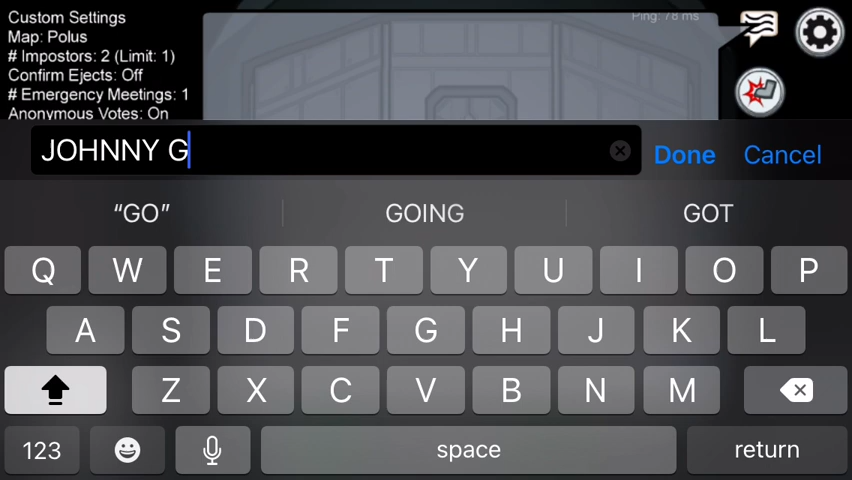 Custom Settings
Ping: 78 ms
Map: Polus
# Impostors: 2 (Limit: 1)
Confirm Ejects: Off
# Emergency Meetings: 1
Anonymous Votes: On
JOHNNY G
Done
Cancel
“GO”
GOING
GOT
Q W E R T Y U I O P
A S D F G H J K L
Z X C V B N M
123
space
return